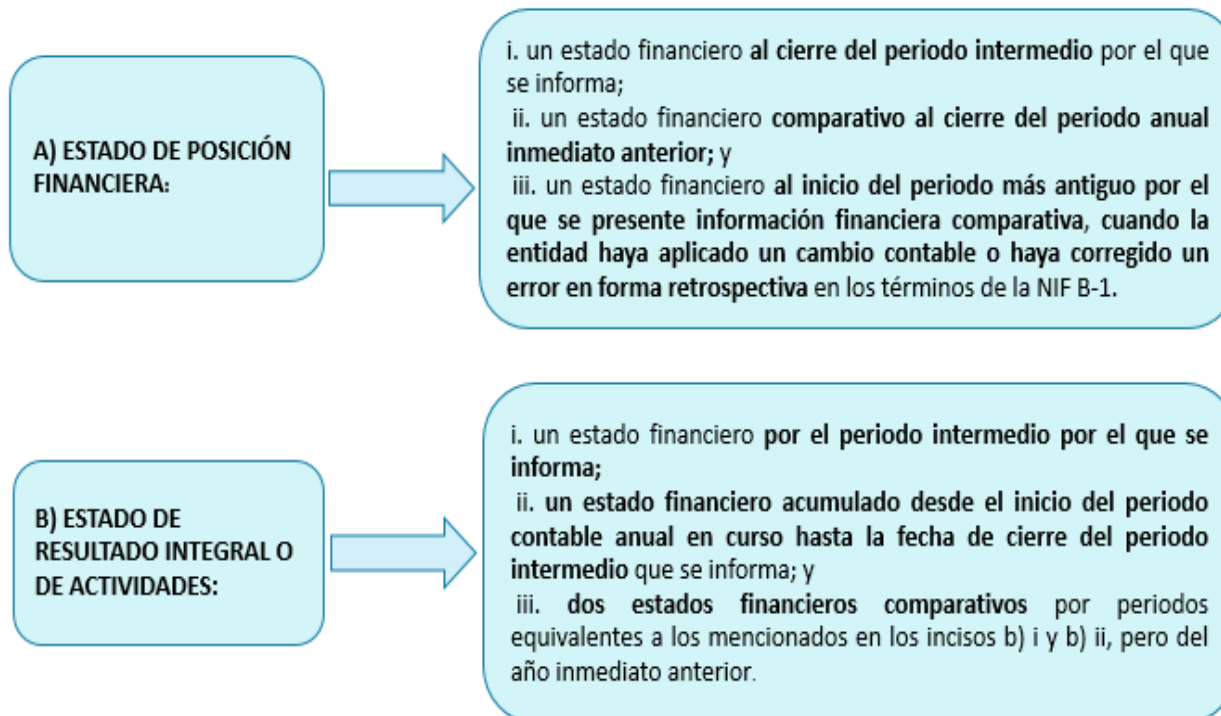 A) ESTADO DE POSICIÓN
FINANCIERA:
i. un estado financiero al cierre del periodo intermedio por el que
se informa;
ii. un estado financiero comparativo al cierre del periodo anual
inmediato anterior; y
iii. un estado financiero al inicio del periodo más antiguo por el
que se presente información financiera comparativa, cuando la
entidad haya aplicado un cambio contable o haya corregido un
error en forma retrospectiva en los términos de la NIF B-1.
B) ESTADO DE
RESULTADO INTEGRAL O
DE ACTIVIDADES:
i. un estado financiero por el periodo intermedio por el que se
informa;
ii. un estado financiero acumulado desde el inicio del periodo
contable anual en curso hasta la fecha de cierre del periodo
intermedio que se informa; y
iii. dos estados financieros comparativos por periodos
equivalentes a los mencionados en los incisos b) i y b) ii, pero del
año inmediato anterior.